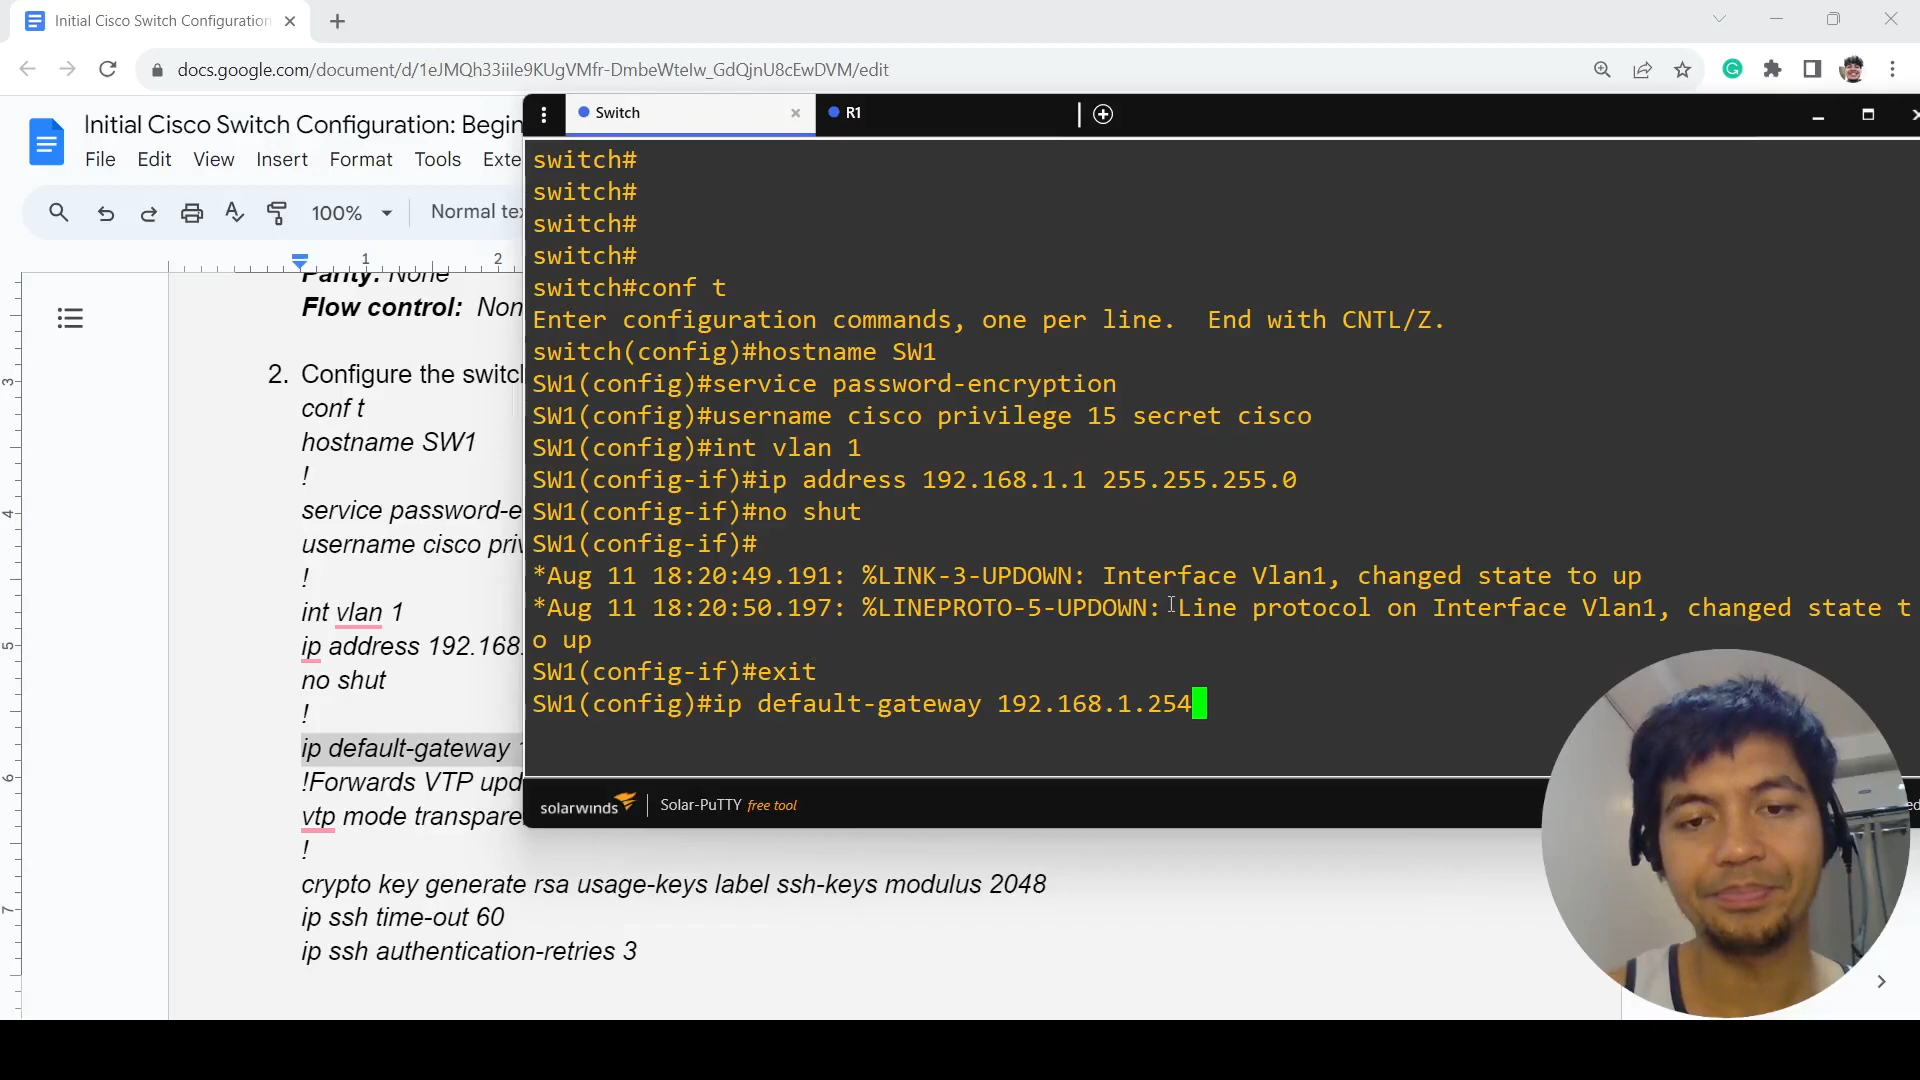 Initial Cisco Switch Configuration
docs.google.com/document/d/1eJMQh33iile9KUgVMfr-DmbeWteIw_GdQjnU8cEwDVM/edit
Initial Cisco Switch Configuration: Begin
File Edit View Insert Format Tools Exte
100% Normal tex
1 2
Parity: None
Flow control: Non
2. Configure the switch
conf t
hostname SW1
!
service password-e
username cisco priv
!
int vlan 1
ip address 192.168.
no shut
!
ip default-gateway 1
!Forwards VTP upd
vtp mode transpare
!
crypto key generate rsa usage-keys label ssh-keys modulus 2048
ip ssh time-out 60
ip ssh authentication-retries 3
3
4
5
6
7
Switch R1
switch#
switch#
switch#
switch#
switch#conf t
Enter configuration commands, one per line.  End with CNTL/Z.
switch(config)#hostname SW1
SW1(config)#service password-encryption
SW1(config)#username cisco privilege 15 secret cisco
SW1(config)#int vlan 1
SW1(config-if)#ip address 192.168.1.1 255.255.255.0
SW1(config-if)#no shut
SW1(config-if)#
*Aug 11 18:20:49.191: %LINK-3-UPDOWN: Interface Vlan1, changed state to up
*Aug 11 18:20:50.197: %LINEPROTO-5-UPDOWN: Line protocol on Interface Vlan1, changed state t
o up
SW1(config-if)#exit
SW1(config)#ip default-gateway 192.168.1.254
solarwinds Solar-PuTTY free tool
ed